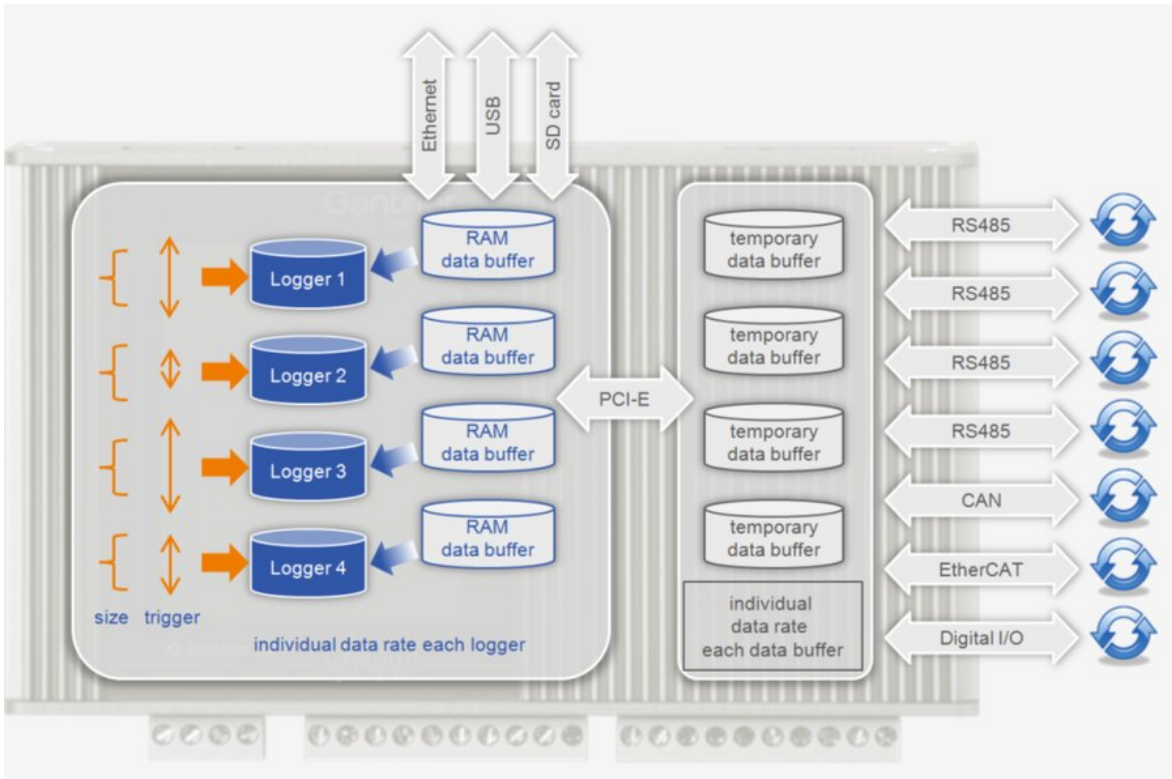 Ethernet
USB
SD card
RAM
data buffer
Logger 1
RAM
data buffer
Logger 2
RAM
data buffer
Logger 3
RAM
data buffer
Logger 4
size
trigger
individual data rate each logger
PCI-E
temporary
data buffer
temporary
data buffer
temporary
data buffer
temporary
data buffer
individual
data rate
each data buffer
RS485
RS485
RS485
RS485
CAN
EtherCAT
Digital I/O